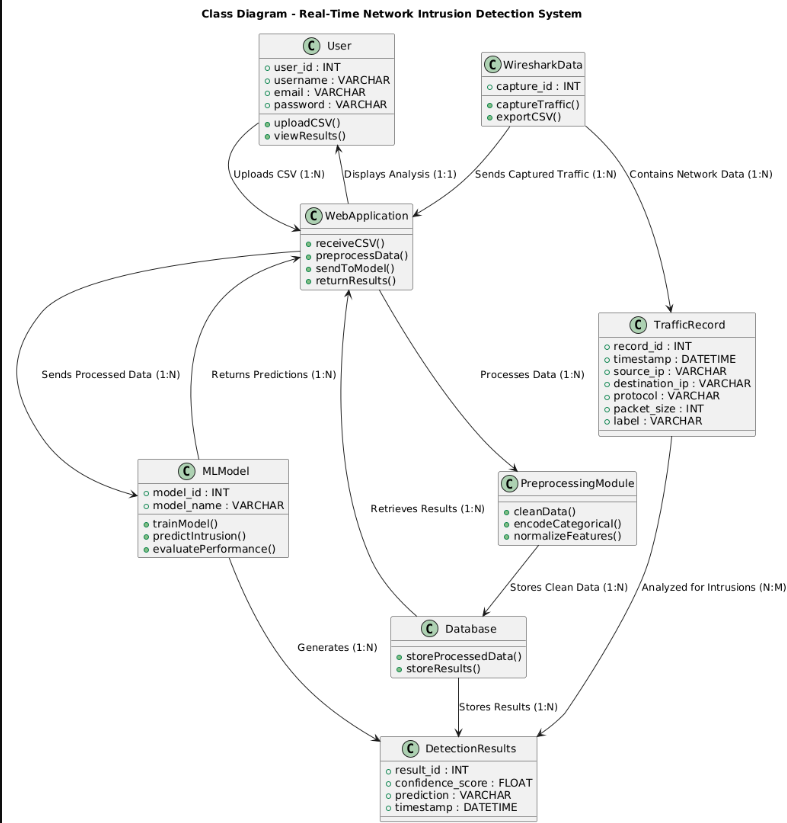 Class Diagram - Real-Time Network Intrusion Detection System
C User
user_id : INT
username : VARCHAR
email : VARCHAR
password : VARCHAR
uploadCSV()
viewResults()
C WiresharkData
capture_id : INT
captureTraffic()
exportCSV()
Uploads CSV (1:N)
Displays Analysis (1:1)
Sends Captured Traffic (1:N)
Contains Network Data (1:N)
C WebApplication
receiveCSV()
preprocessData()
sendToModel()
returnResults()
C TrafficRecord
record_id : INT
timestamp : DATETIME
source_ip : VARCHAR
destination_ip : VARCHAR
protocol : VARCHAR
packet_size : INT
label : VARCHAR
Sends Processed Data (1:N)
Returns Predictions (1:N)
Processes Data (1:N)
C MLModel
model_id : INT
model_name : VARCHAR
trainModel()
predictIntrusion()
evaluatePerformance()
C PreprocessingModule
cleanData()
encodeCategorical()
normalizeFeatures()
Retrieves Results (1:N)
Stores Clean Data (1:N)
Analyzed for Intrusions (N:M)
C Database
storeProcessedData()
storeResults()
Generates (1:N)
Stores Results (1:N)
C DetectionResults
result_id : INT
confidence_score : FLOAT
prediction : VARCHAR
timestamp : DATETIME